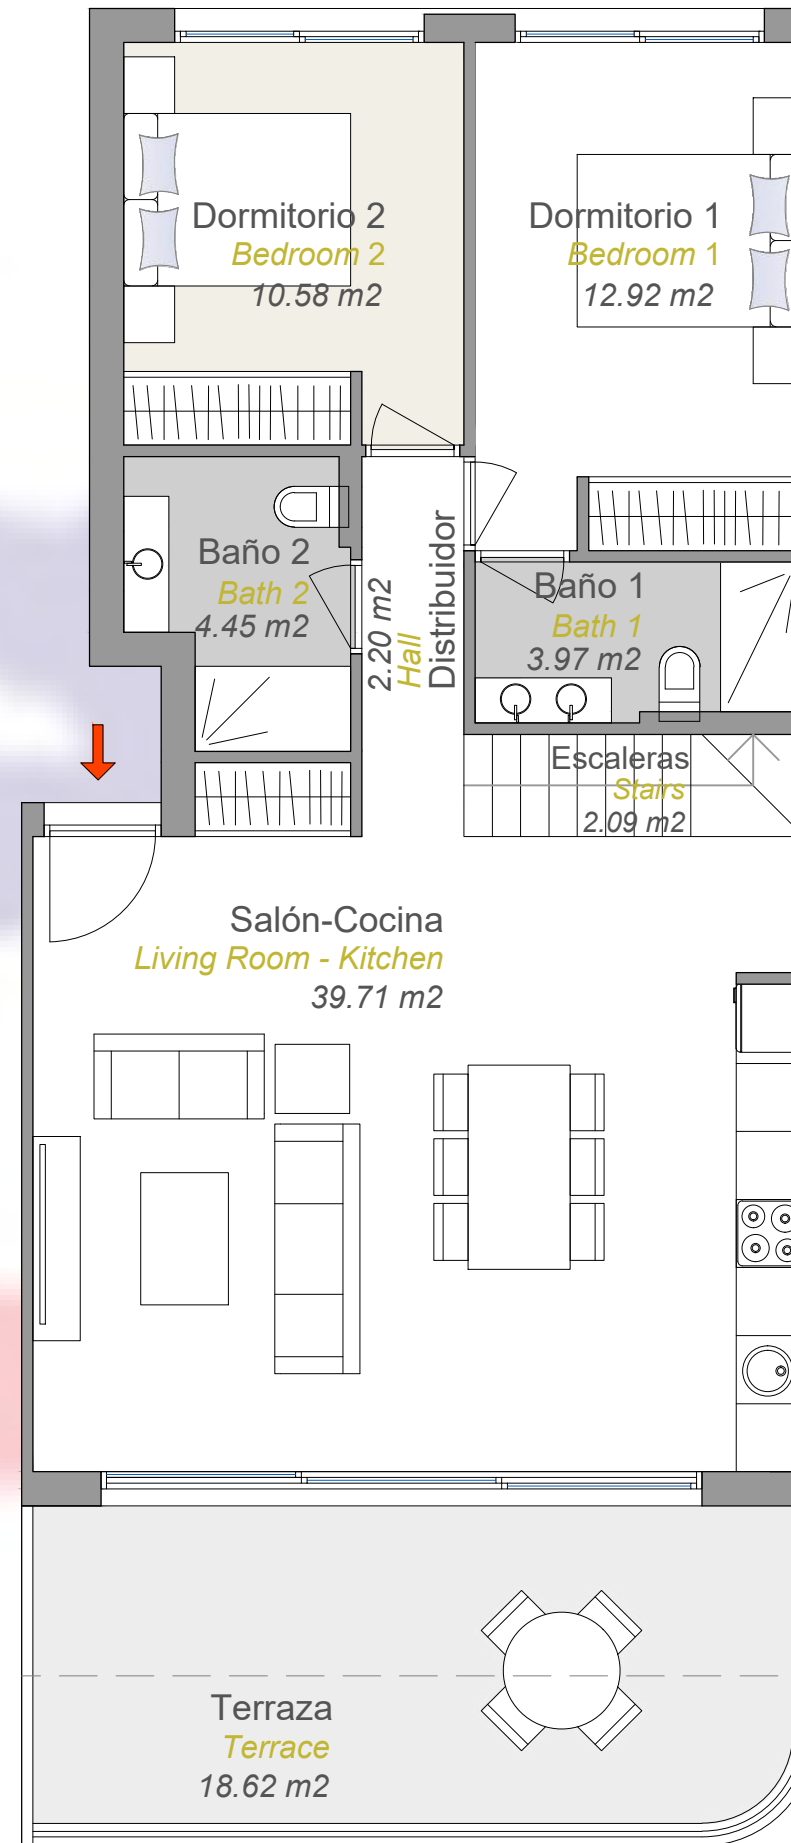 Dormitorio 2
Bedroom 2
10.58 m2
Dormitorio 1
Bedroom 1
12.92 m2
Baño 2
Bath 2
4.45 m2
Distribuidor
Hall
2.20 m2
Baño 1
Bath 1
3.97 m2
Escaleras
Stairs
2.09 m2
Salón-Cocina
Living Room - Kitchen
39.71 m2
Terraza
Terrace
18.62 m2